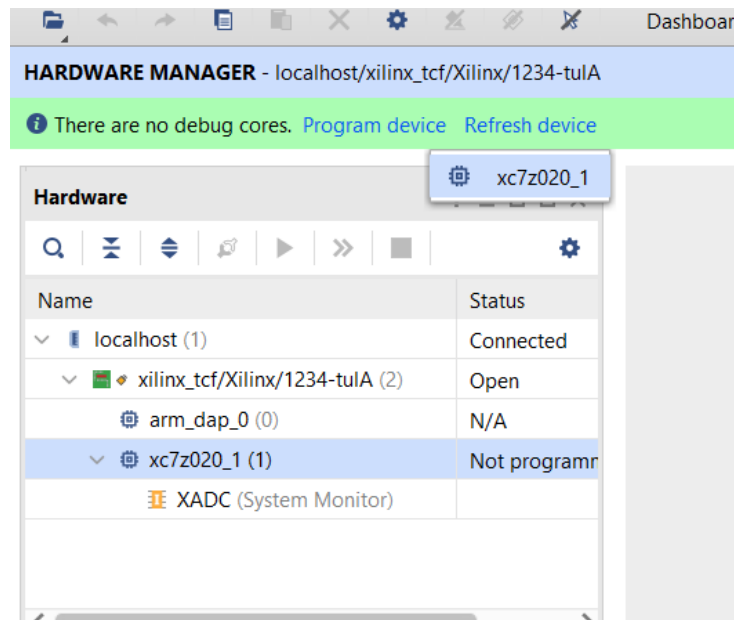 Dashboar
HARDWARE MANAGER - localhost/xilinx_tcf/Xilinx/1234-tulA
There are no debug cores. Program device Refresh device
xc7z020_1
Hardware
Name Status
localhost (1) Connected
xilinx_tcf/Xilinx/1234-tulA (2) Open
arm_dap_0 (0) N/A
xc7z020_1 (1) Not programm
XADC (System Monitor)